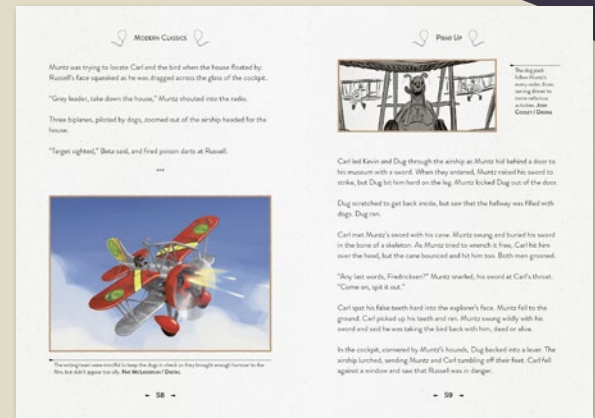 MODERN CLASSICS
Muntz was trying to locate Carl and the bird when the house floated by.
Russell's face squeaked as he was dragged across the glass of the cockpit.
"Grey leader, take down the house," Muntz shouted into the radio.
Three biplanes, piloted by dogs, zoomed out of the airship headed for the
house.
"Target sighted," Beta said, and fired poison darts at Russell.
***
The writing team were mindful to keep the dogs in check so they brought enough humour to the
film, but didn't appear too silly. NAT MCLAUGHLIN / DIGITAL
58
PIXAR UP
The dog pack
follow Muntz's
every order, from
serving dinner to
more nefarious
activities. JOSH
COOLEY / DIGITAL
Carl led Kevin and Dug through the airship as Muntz hid behind a door to
his museum with a sword. When they entered, Muntz raised his sword to
strike, but Dug bit him hard on the leg. Muntz kicked Dug out of the door.
Dug scratched to get back inside, but saw that the hallway was filled with
dogs. Dug ran.
Carl met Muntz's sword with his cane. Muntz swung and buried his sword
in the bone of a skeleton. As Muntz tried to wrench it free, Carl hit him
over the head, but the cane bounced and hit him too. Both men groaned.
"Any last words, Fredricksen?" Muntz snarled, his sword at Carl's throat.
"Come on, spit it out."
Carl spat his false teeth hard into the explorer's face. Muntz fell to the
ground. Carl picked up his teeth and ran. Muntz swung wildly with his
sword and said he was taking the bird back with him, dead or alive.
In the cockpit, cornered by Muntz's hounds, Dug backed into a lever. The
airship lurched, sending Muntz and Carl tumbling off their feet. Carl fell
against a window and saw that Russell was in danger.
59